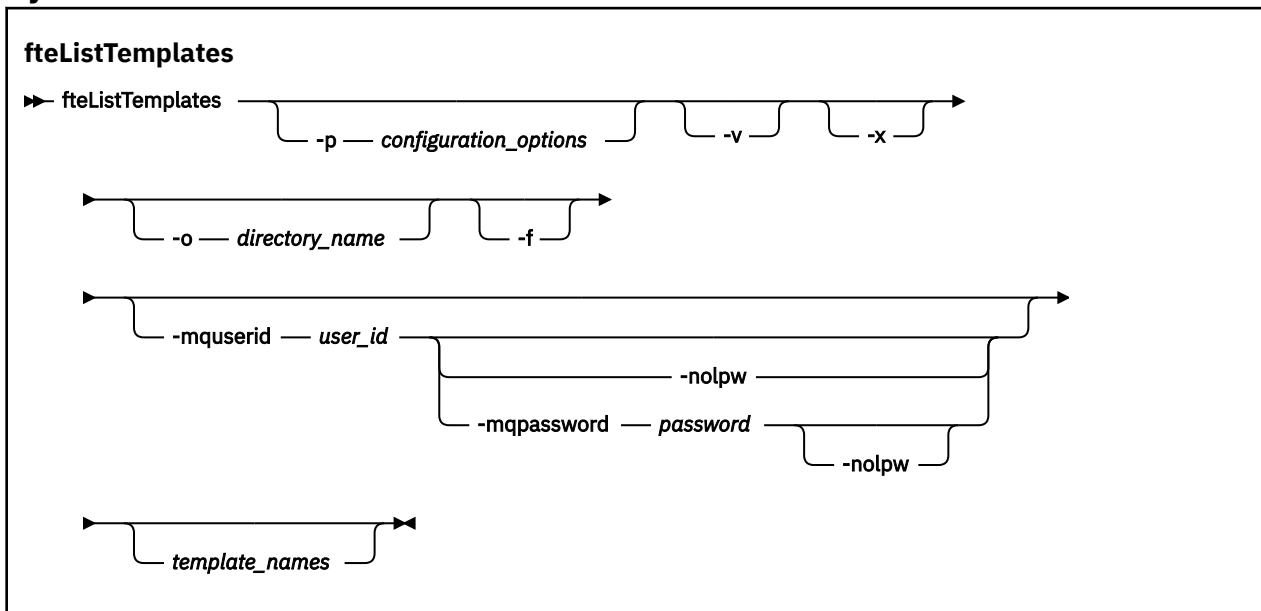 fteListTemplates
fteListTemplates
-p configuration_options -v -x
-o directory_name -f
-mquserid user_id
-nolpw
-mqpassword password
-nolpw
template_names